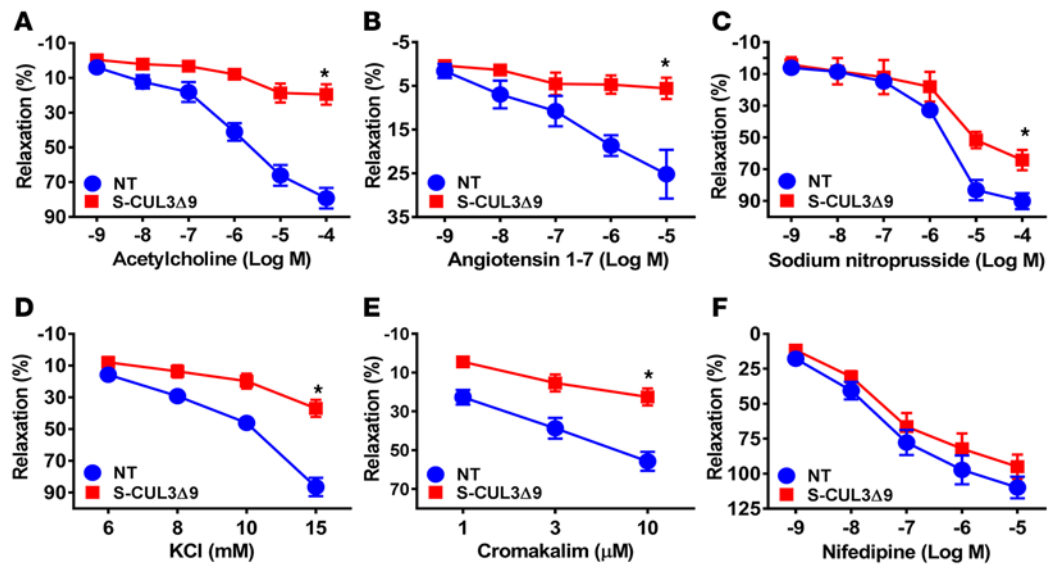 A
-10
10
30
50
70
90
Relaxation (%)
NT
S-CUL3Δ9
-9 -8 -7 -6 -5 -4
Acetylcholine (Log M)
*
B
-5
5
15
25
35
Relaxation (%)
NT
S-CUL3Δ9
-9 -8 -7 -6 -5
Angiotensin 1-7 (Log M)
*
C
-10
10
30
50
70
90
Relaxation (%)
NT
S-CUL3Δ9
-9 -8 -7 -6 -5 -4
Sodium nitroprusside (Log M)
*
D
-10
10
30
50
70
90
Relaxation (%)
NT
S-CUL3Δ9
6 8 10 15
KCl (mM)
*
E
-10
10
30
50
70
Relaxation (%)
NT
S-CUL3Δ9
1 3 10
Cromakalim (μM)
*
F
0
25
50
75
100
125
Relaxation (%)
NT
S-CUL3Δ9
-9 -8 -7 -6 -5
Nifedipine (Log M)